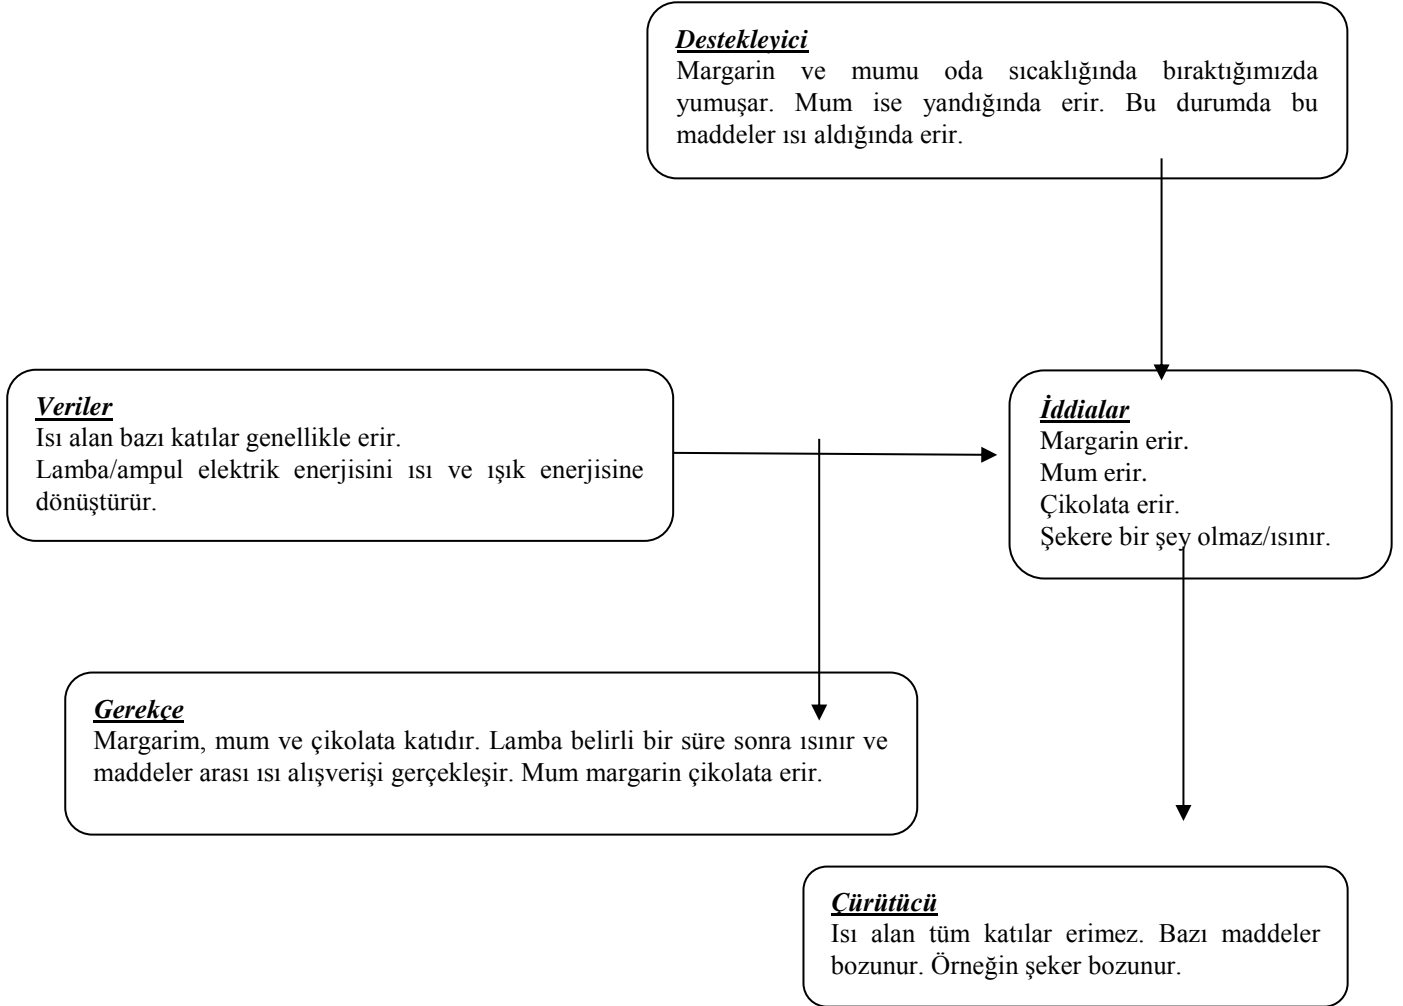 Destekleyici
Margarin ve mumu oda sıcaklığında bıraktığımızda
yumuşar. Mum ise yandığında erir. Bu durumda bu
maddeler ısı aldığında erir.
Veriler
Isı alan bazı katılar genellikle erir.
Lamba/ampul elektrik enerjisini ısı ve ışık enerjisine
dönüştürür.
İddialar
Margarin erir.
Mum erir.
Çikolata erir.
Şekere bir şey olmaz/ısınır.
Gerekçe
Margarim, mum ve çikolata katıdır. Lamba belirli bir süre sonra ısınır ve
maddeler arası ısı alışverişi gerçekleşir. Mum margarin çikolata erir.
Çürütücü
Isı alan tüm katılar erimez. Bazı maddeler
bozunur. Örneğin şeker bozunur.